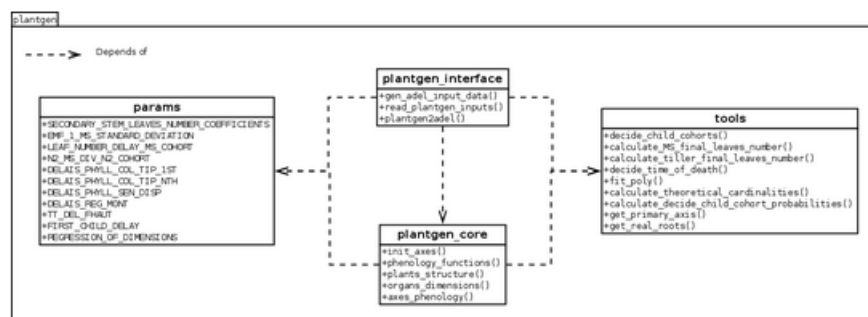 plantgen
Depends of
plantgen_interface
+gen_adel_input_data()
+read_plantgen_inputs()
+plantgen2adel()
params
+SECONDARY_STEM_LEAVES_NUMBER_COEFFICIENTS
+EMF_1_MS_STANDARD_DEVIATION
+LEAF_NUMBER_DELAY_MS_COHORT
+N2_MS_DIV_N2_COHORT
+DELAIS_PHYLL_COL_TIP_1ST
+DELAIS_PHYLL_COL_TIP_NTH
+DELAIS_PHYLL_SEN_DISP
+DELAIS_REG_MONT
+TT_DEL_FHAUT
+FIRST_CHILD_DELAY
+REGRESSION_OF_DIMENSIONS
tools
+decide_child_cohorts()
+calculate_MS_final_leaves_number()
+calculate_tiller_final_leaves_number()
+decide_time_of_death()
+fit_poly()
+calculate_theoretical_cardinalities()
+calculate_decide_child_cohort_probabilities()
+get_primary_axis()
+get_real_roots()
plantgen_core
+init_axes()
+phenology_functions()
+plants_structure()
+organs_dimensions()
+axes_phenology()